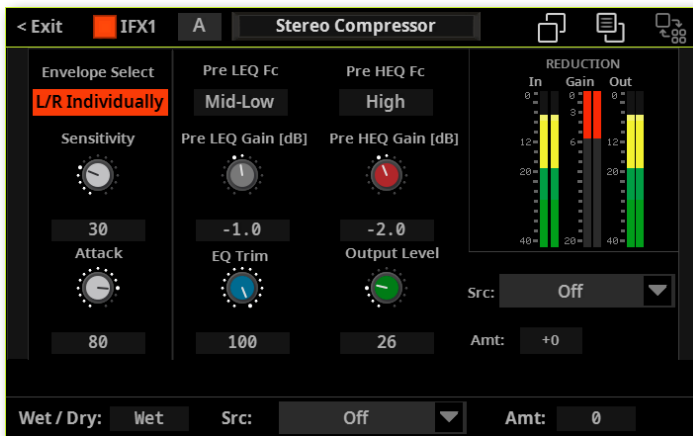 < Exit IFX1 A Stereo Compressor
Envelope Select Pre LEQ Fc Pre HEQ Fc REDUCTION
In Gain Out
L/R Individually Mid-Low High
0 0 0
3
Sensitivity Pre LEQ Gain [dB] Pre HEQ Gain [dB]
12 6 12
20 20
30 -1.0 -2.0
40 20 40
Attack EQ Trim Output Level
Src: Off
80 100 26 Amt: +0
Wet / Dry: Wet Src: Off Amt: 0